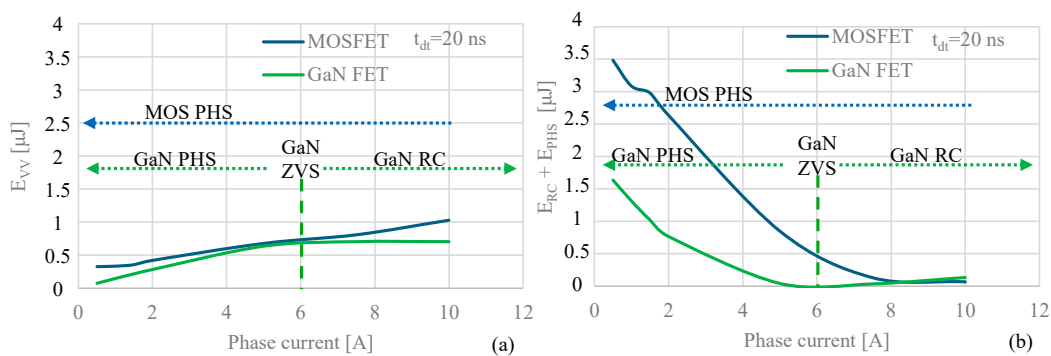 4
3.5
3
2.5
2
1.5
1
0.5
0
E_VV [µJ]
MOSFET
t_dt=20 ns
GaN FET
MOS PHS
GaN PHS
GaN
ZVS
GaN RC
0 2 4 6 8 10 12
Phase current [A]
(a)
4
3.5
3
2.5
2
1.5
1
0.5
0
E_RC + E_PHS [µJ]
MOSFET
t_dt=20 ns
GaN FET
MOS PHS
GaN PHS
GaN
ZVS
GaN RC
0 2 4 6 8 10 12
Phase current [A]
(b)